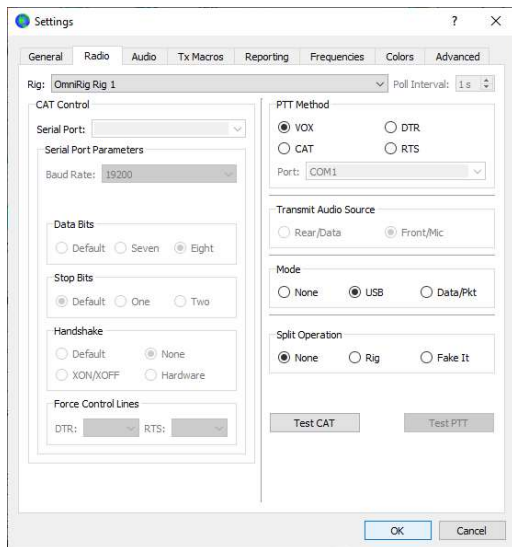 Settings
? X
General Radio Audio Tx Macros Reporting Frequencies Colors Advanced
Rig: OmniRig Rig 1 Poll Interval: 1 s
CAT Control
Serial Port:
Serial Port Parameters
Baud Rate: 19200
Data Bits
Default Seven Eight
Stop Bits
Default One Two
Handshake
Default None
XON/XOFF Hardware
Force Control Lines
DTR: RTS:
PTT Method
VOX DTR
CAT RTS
Port: COM1
Transmit Audio Source
Rear/Data Front/Mic
Mode
None USB Data/Pkt
Split Operation
None Rig Fake It
Test CAT Test PTT
OK Cancel